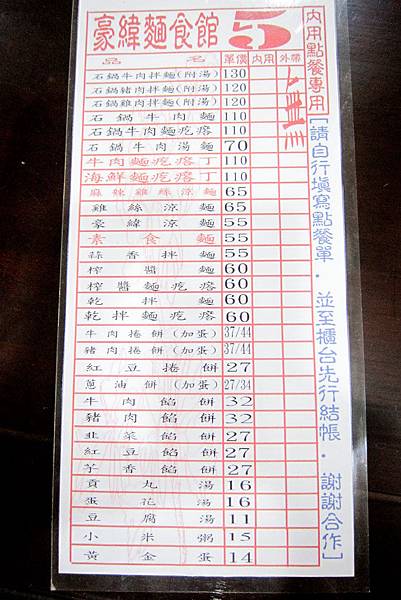 豪緯麵食館 5
品名 單價 內用 外帶
石鍋牛肉拌麵(附湯) 130
石鍋豬肉拌麵(附湯) 120
石鍋雞肉拌麵(附湯) 120
石鍋牛肉麵 110
石鍋牛肉麵疙瘩 110
石鍋牛肉湯麵 70
牛肉麵疙瘩丁 110
海鮮麵疙瘩丁 110
麻辣雞絲涼麵 65
雞絲涼麵 65
豪緯涼麵 55
素食麵 55
蒜香拌麵 55
榨醬麵 60
榨醬麵疙瘩 60
乾拌麵 60
乾拌麵疙瘩 60
牛肉捲餅(加蛋) 37/44
豬肉捲餅(加蛋) 37/44
紅豆捲餅 27
蔥油餅(加蛋) 27/34
牛肉餡餅 32
豬肉餡餅 32
韭菜餡餅 27
紅豆餡餅 27
芋香餡餅 27
貢丸湯 16
蛋花湯 16
豆腐湯 11
小米粥 15
黃金蛋 14
內用點餐專用
[請自行填寫點餐單．並至櫃台先行結帳．謝謝合作]